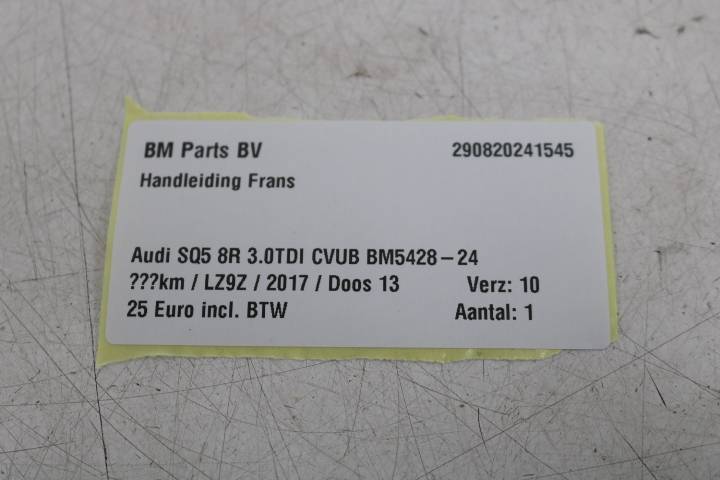 BM Parts BV 290820241545
Handleiding Frans
Audi SQ5 8R 3.0TDI CVUB BM5428-24
???km / LZ9Z / 2017 / Doos 13 Verz: 10
25 Euro incl. BTW Aantal: 1